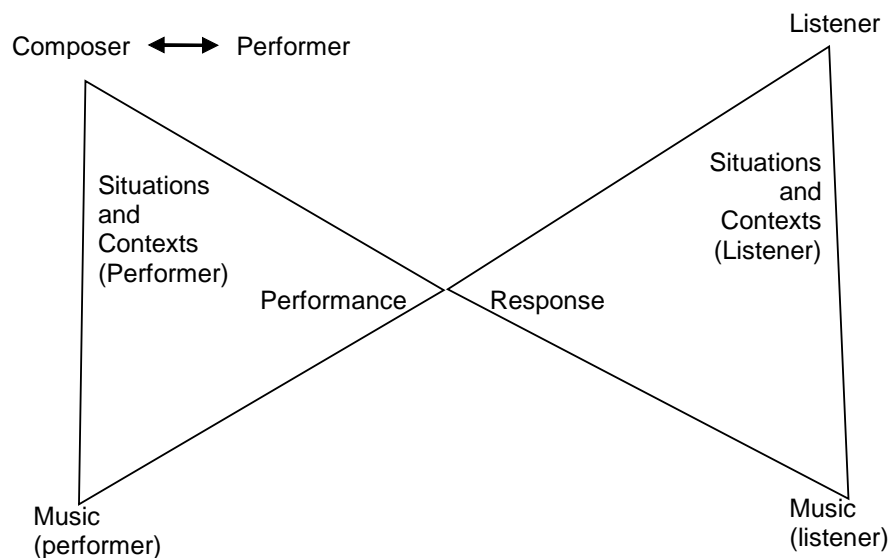 Listener
Composer Performer
Situations
and
Contexts
(Performer)
Situations
and
Contexts
(Listener)
Performance Response
Music
(performer)
Music
(listener)